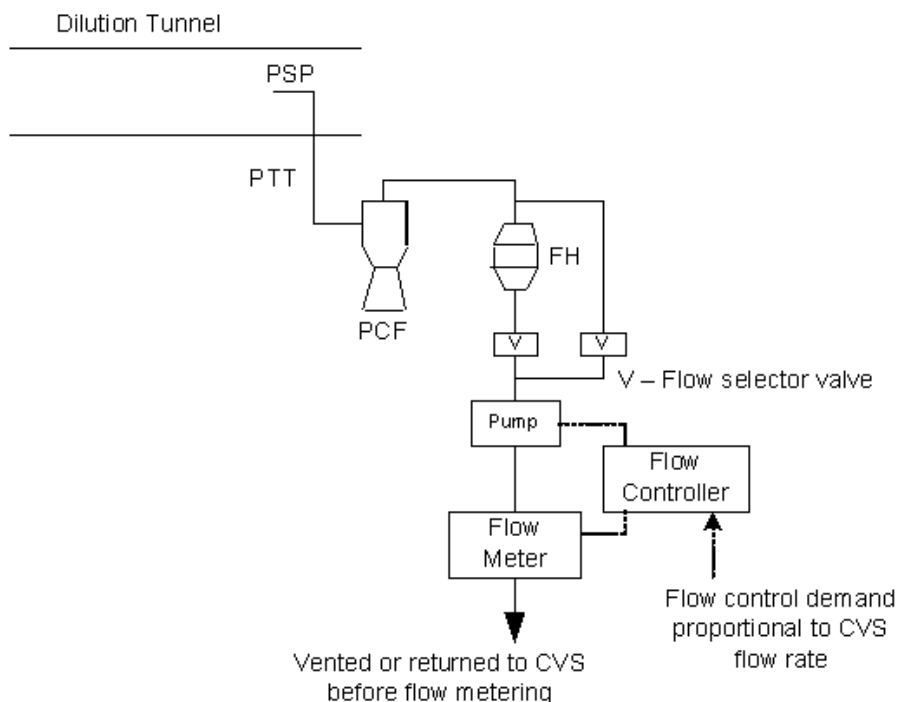 Dilution Tunnel
PSP
PTT
FH
PCF
V
V
V – Flow selector valve
Pump
Flow
Controller
Flow
Meter
Flow control demand
proportional to CVS
flow rate
Vented or returned to CVS
before flow metering